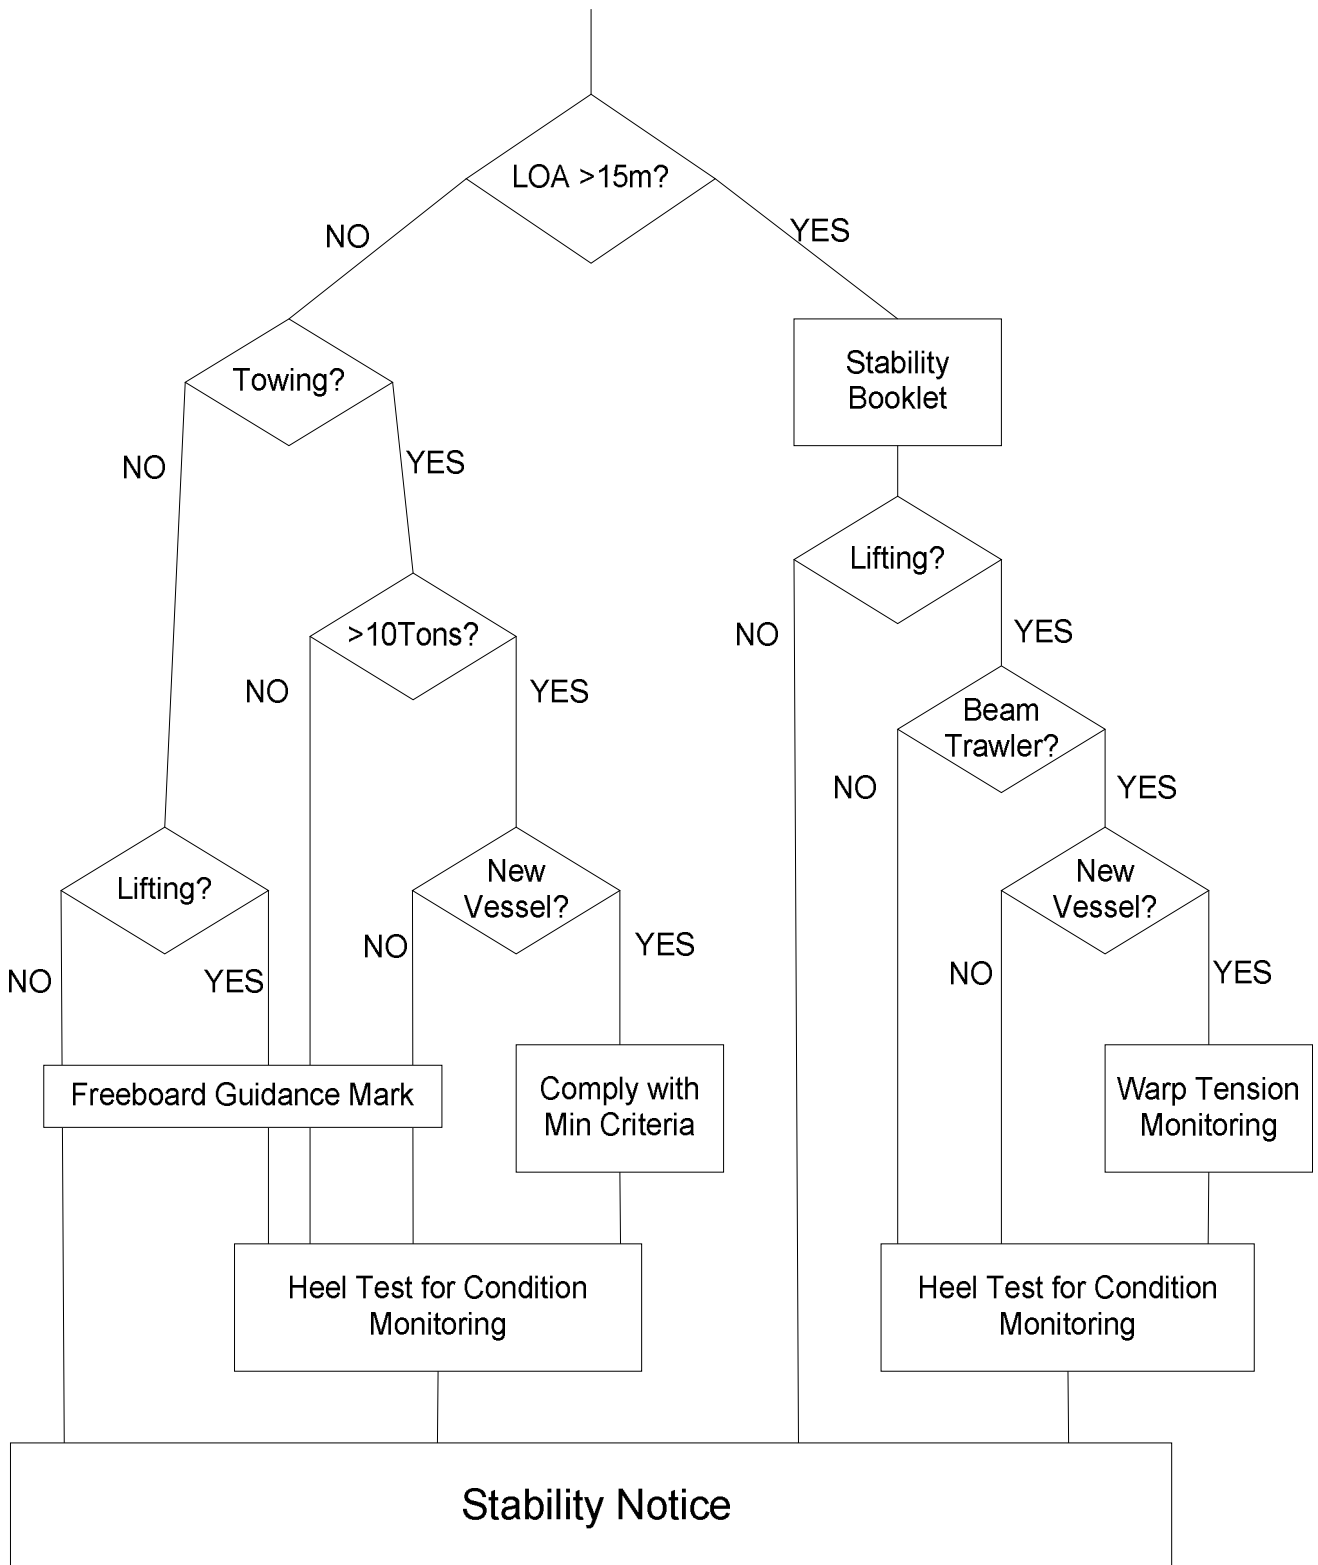 LOA >15m?
NO
YES
Towing?
Stability
Booklet
NO
YES
Lifting?
>10Tons?
NO
YES
NO
YES
Beam
Trawler?
NO
YES
Lifting?
New
Vessel?
New
Vessel?
NO
YES
NO
YES
NO
YES
Freeboard Guidance Mark
Comply with
Min Criteria
Warp Tension
Monitoring
Heel Test for Condition
Monitoring
Heel Test for Condition
Monitoring
Stability Notice